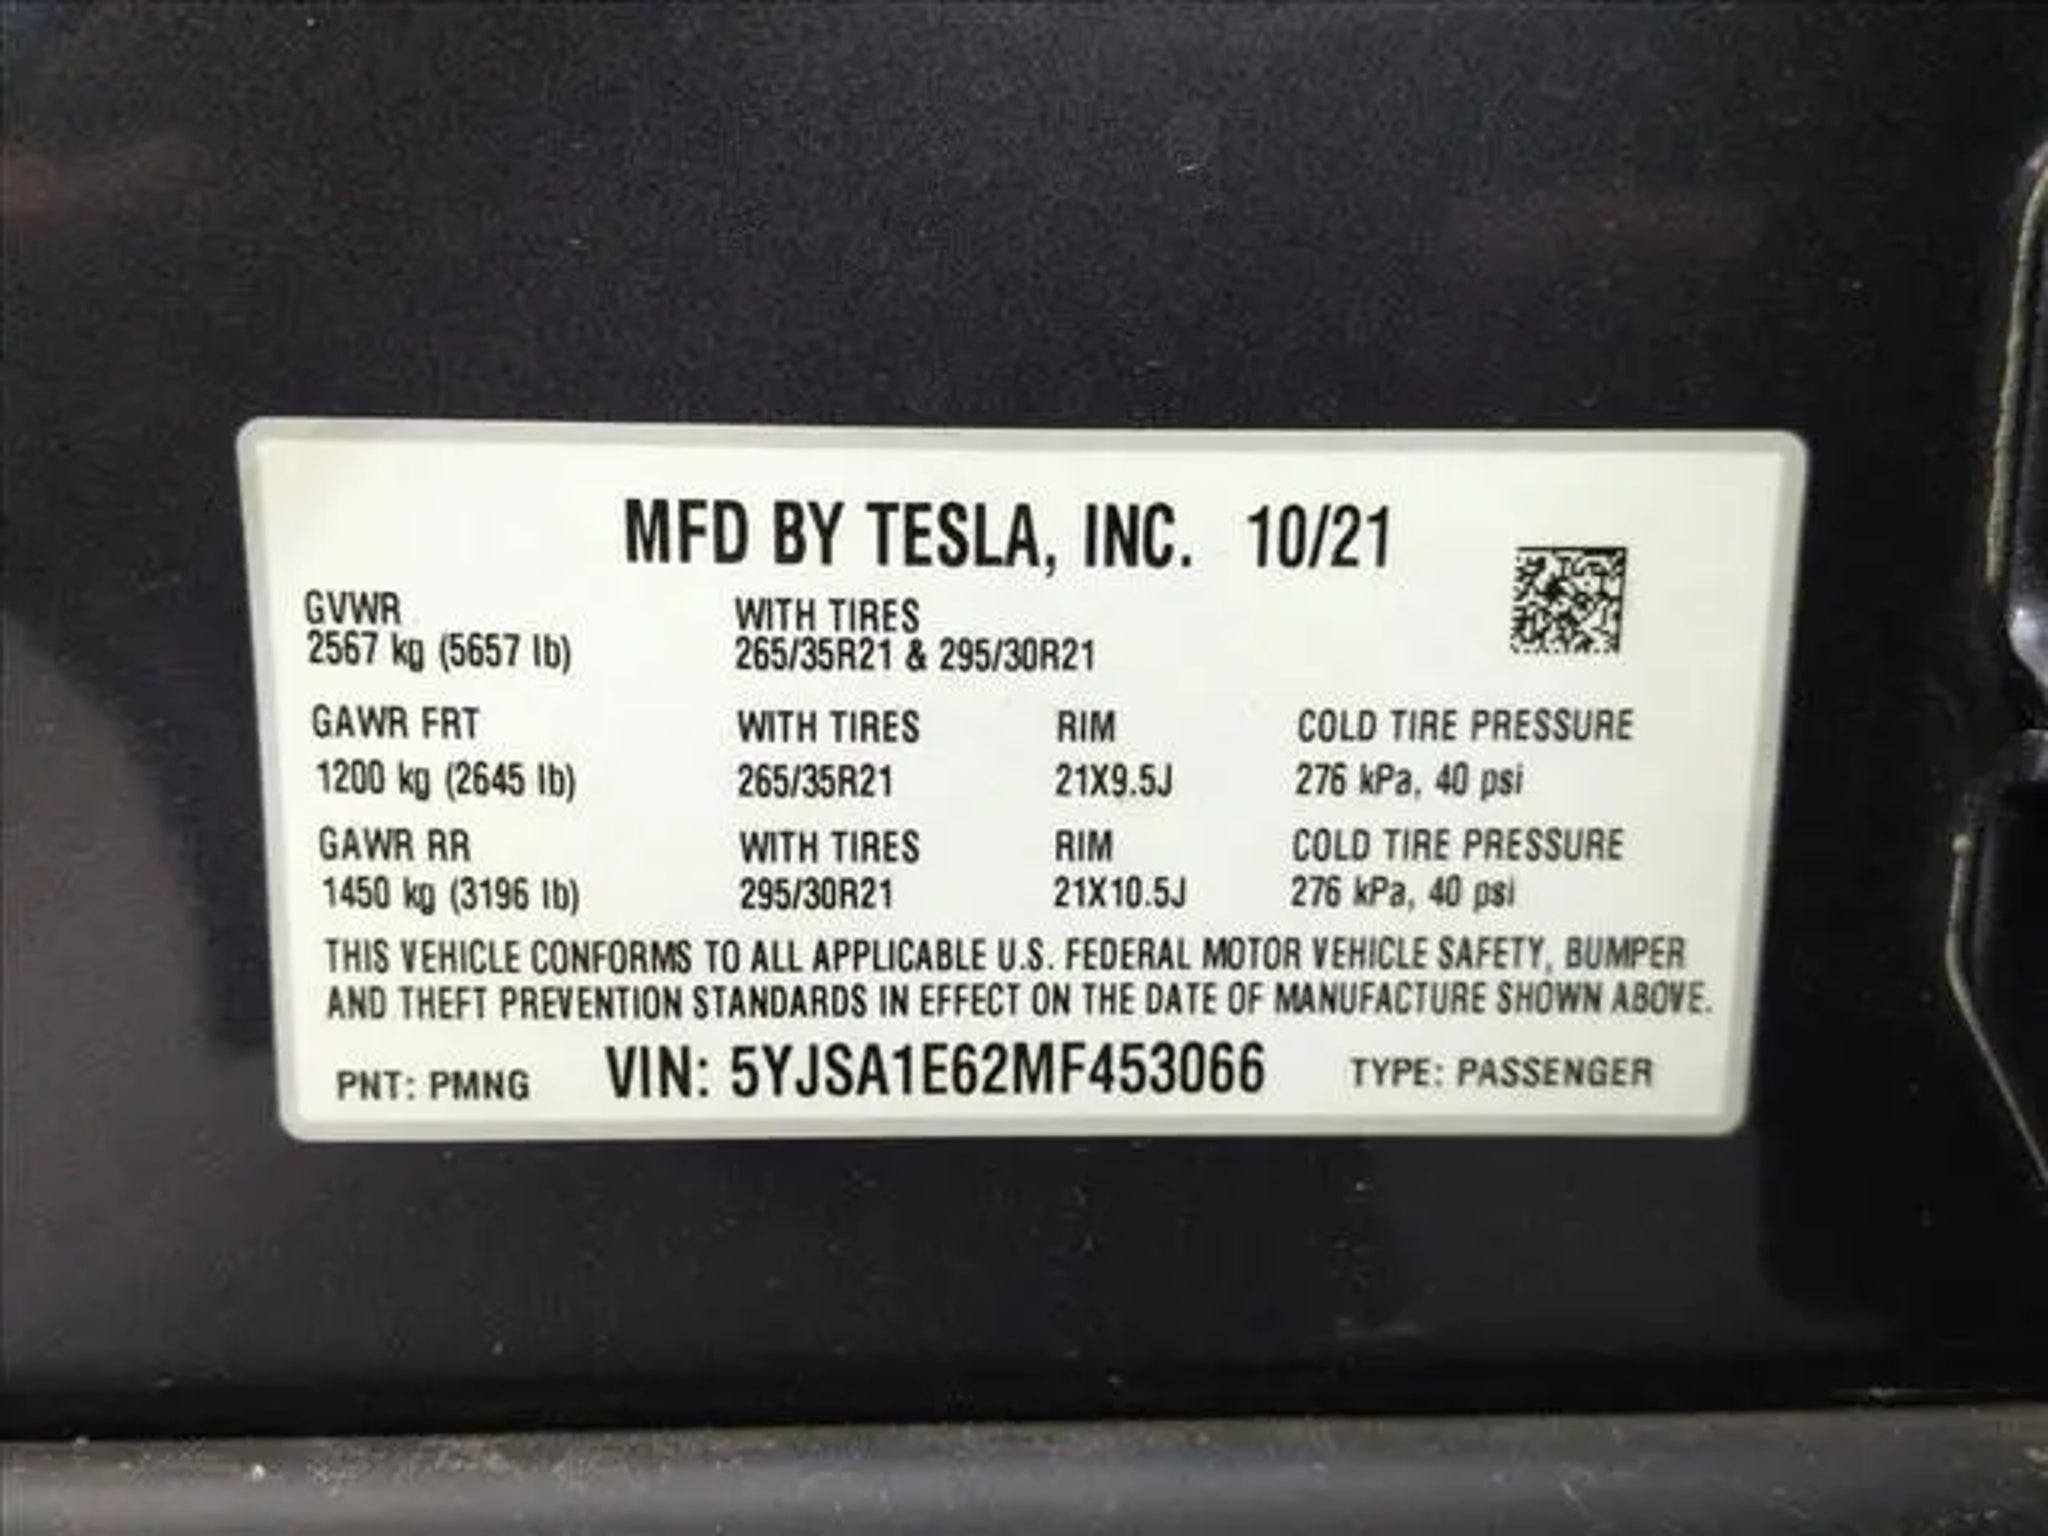 MFD BY TESLA, INC. 10/21
GVWR WITH TIRES
2567 kg (5657 lb) 265/35R21 & 295/30R21
GAWR FRT WITH TIRES RIM COLD TIRE PRESSURE
1200 kg (2645 lb) 265/35R21 21X9.5J 276 kPa, 40 psi
GAWR RR WITH TIRES RIM COLD TIRE PRESSURE
1450 kg (3196 lb) 295/30R21 21X10.5J 276 kPa, 40 psi
THIS VEHICLE CONFORMS TO ALL APPLICABLE U.S. FEDERAL MOTOR VEHICLE SAFETY, BUMPER
AND THEFT PREVENTION STANDARDS IN EFFECT ON THE DATE OF MANUFACTURE SHOWN ABOVE.
PNT: PMNG VIN: 5YJSA1E62MF453066 TYPE: PASSENGER